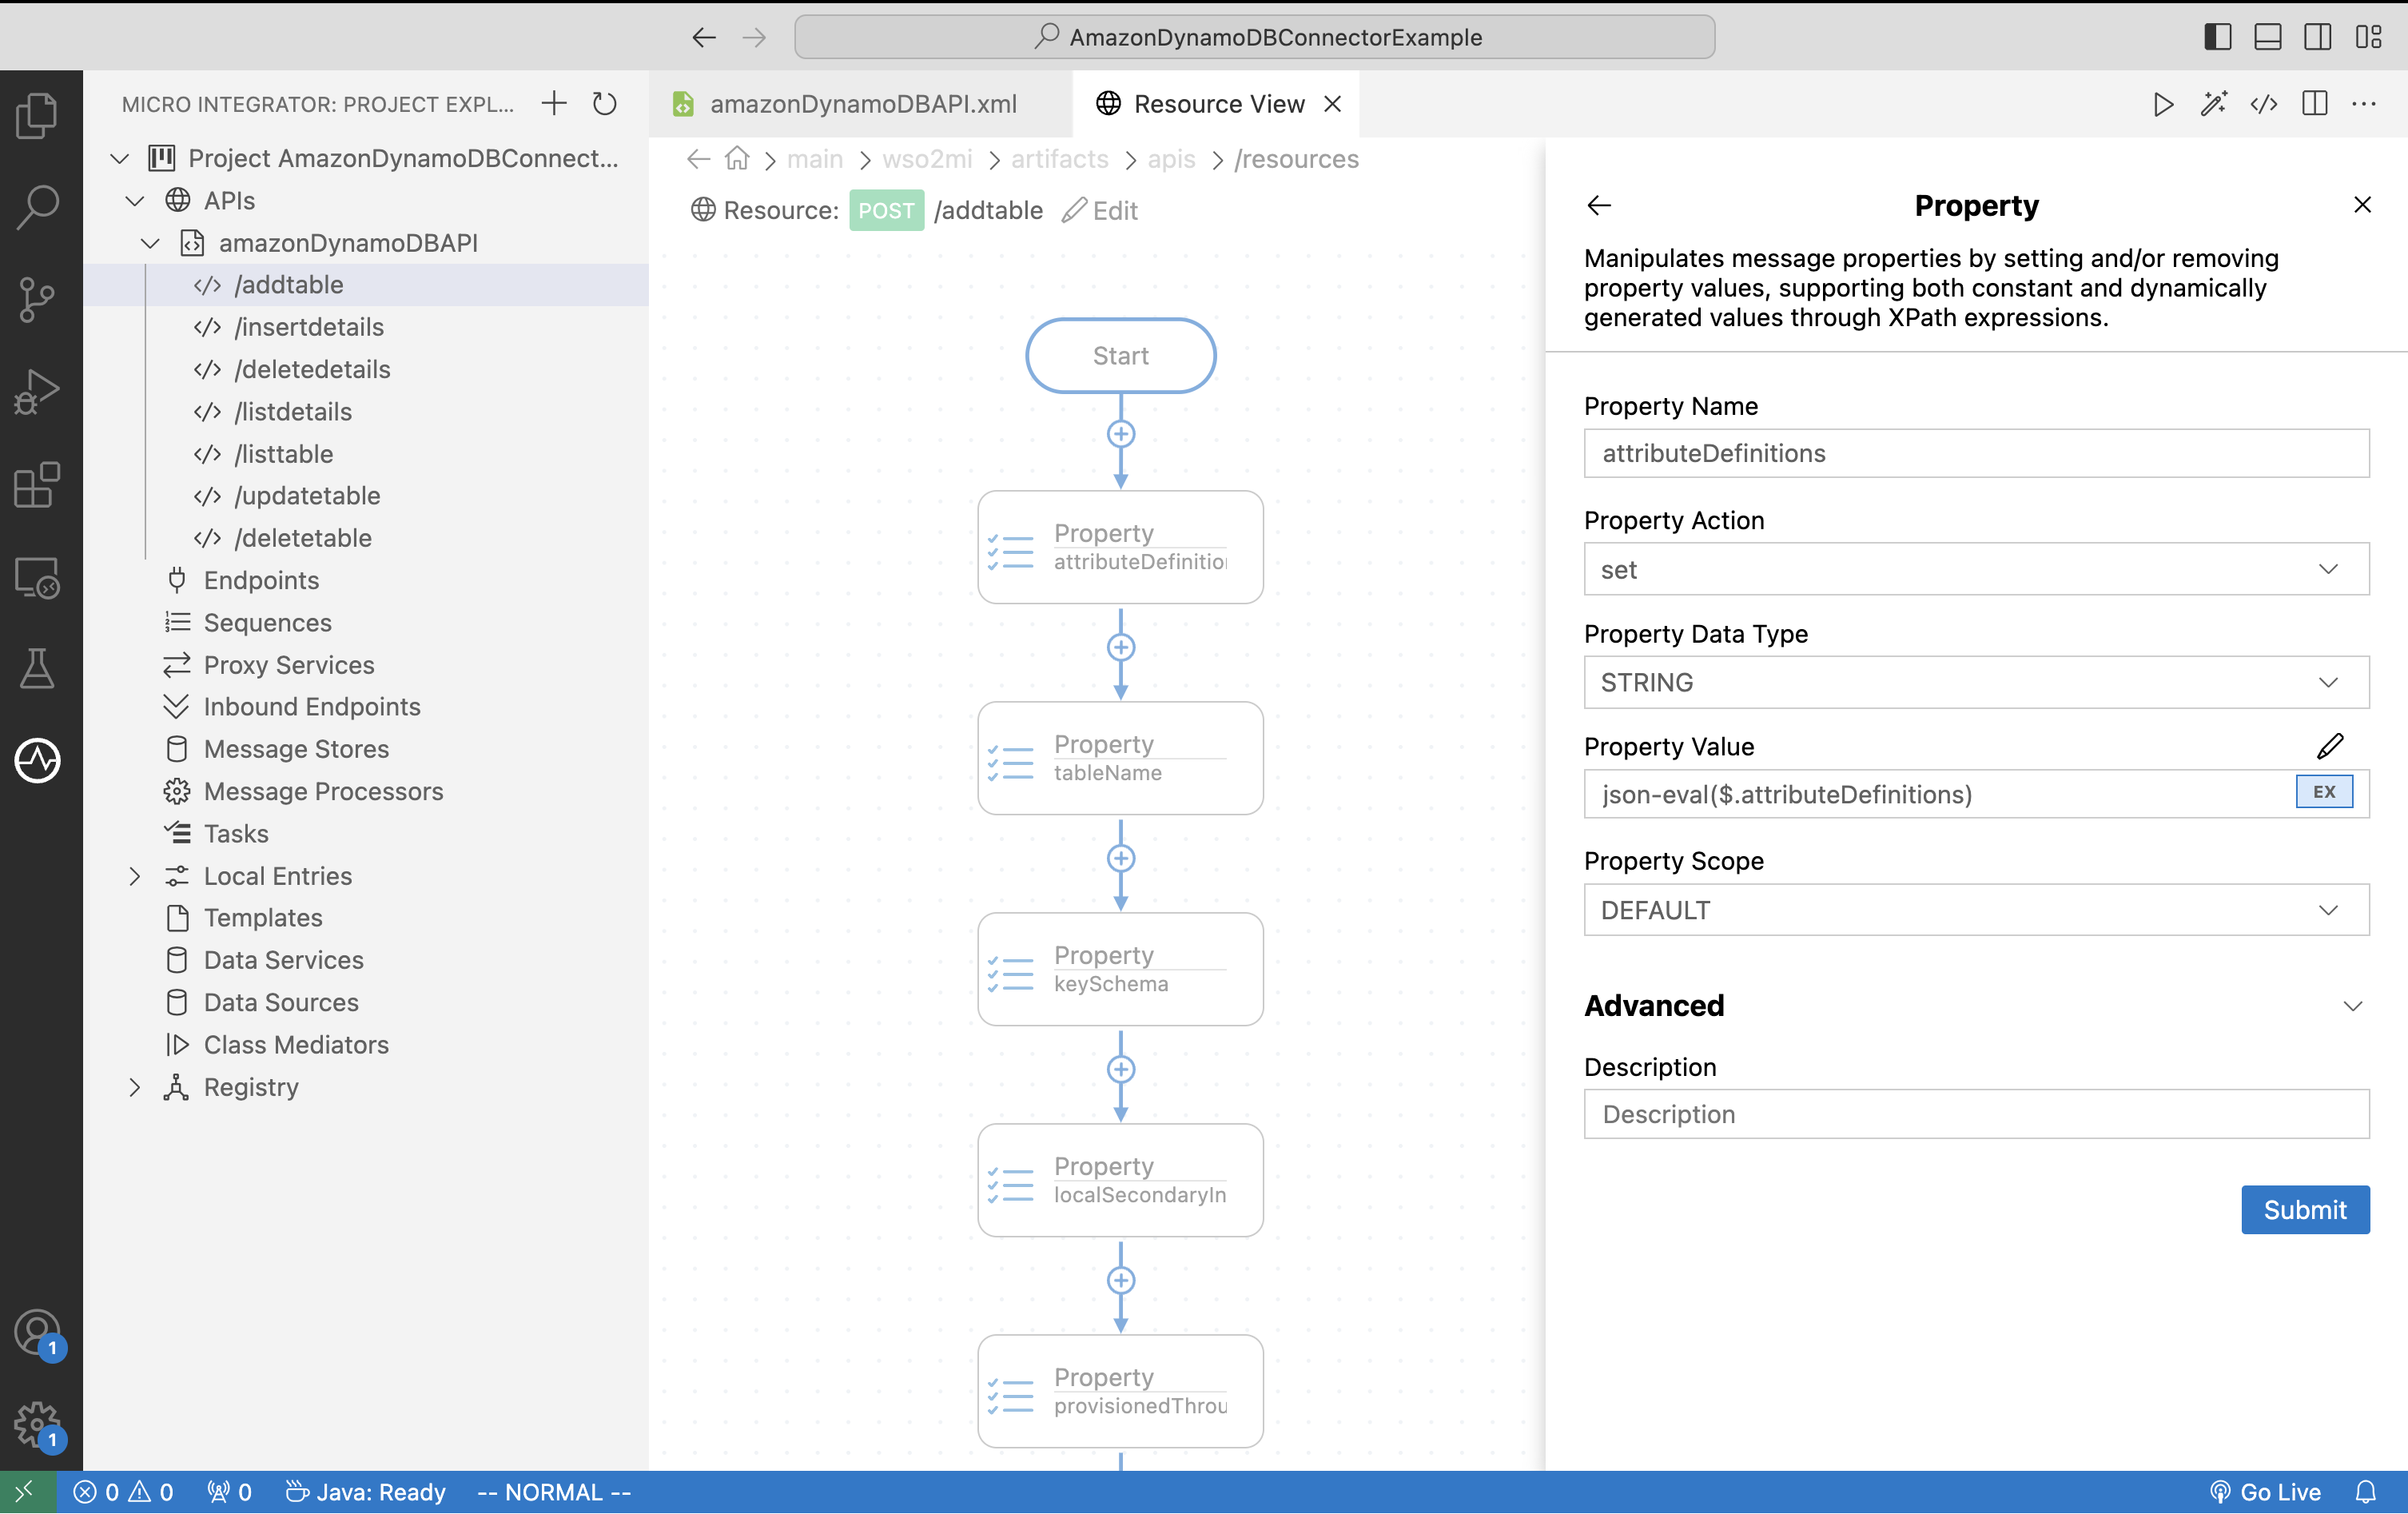 AmazonDynamoDBConnectorExample
MICRO INTEGRATOR: PROJECT EXPL...
Project AmazonDynamoDBConnect...
APIs
amazonDynamoDBAPI
/addtable
/insertdetails
/deletedetails
/listdetails
/listtable
/updatetable
/deletetable
Endpoints
Sequences
Proxy Services
Inbound Endpoints
Message Stores
Message Processors
Tasks
Local Entries
Templates
Data Services
Data Sources
Class Mediators
Registry
1
1
amazonDynamoDBAPI.xml
Resource View
main > wso2mi > artifacts > apis > /resources
Resource: POST /addtable Edit
Start
Property
attributeDefinition
Property
tableName
Property
keySchema
Property
localSecondaryIn
Property
provisionedThrou
Property
Manipulates message properties by setting and/or removing
property values, supporting both constant and dynamically
generated values through XPath expressions.
Property Name
attributeDefinitions
Property Action
set
Property Data Type
STRING
Property Value
json-eval($.attributeDefinitions)
EX
Property Scope
DEFAULT
Advanced
Description
Description
Submit
0 0 0 Java: Ready -- NORMAL -- Go Live